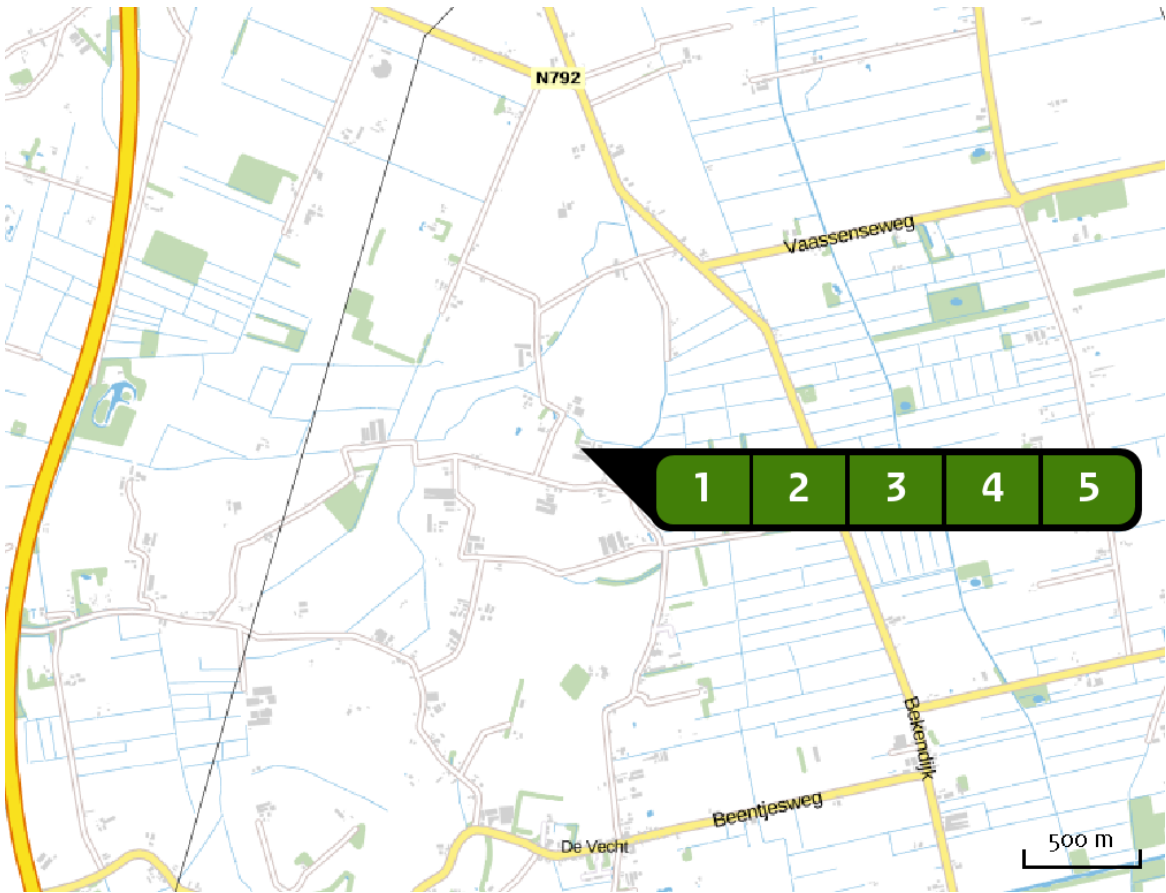 N792
Vaassenseweg
1 2 3 4 5
Bekendijk
Beentjesweg
De Vecht
500 m